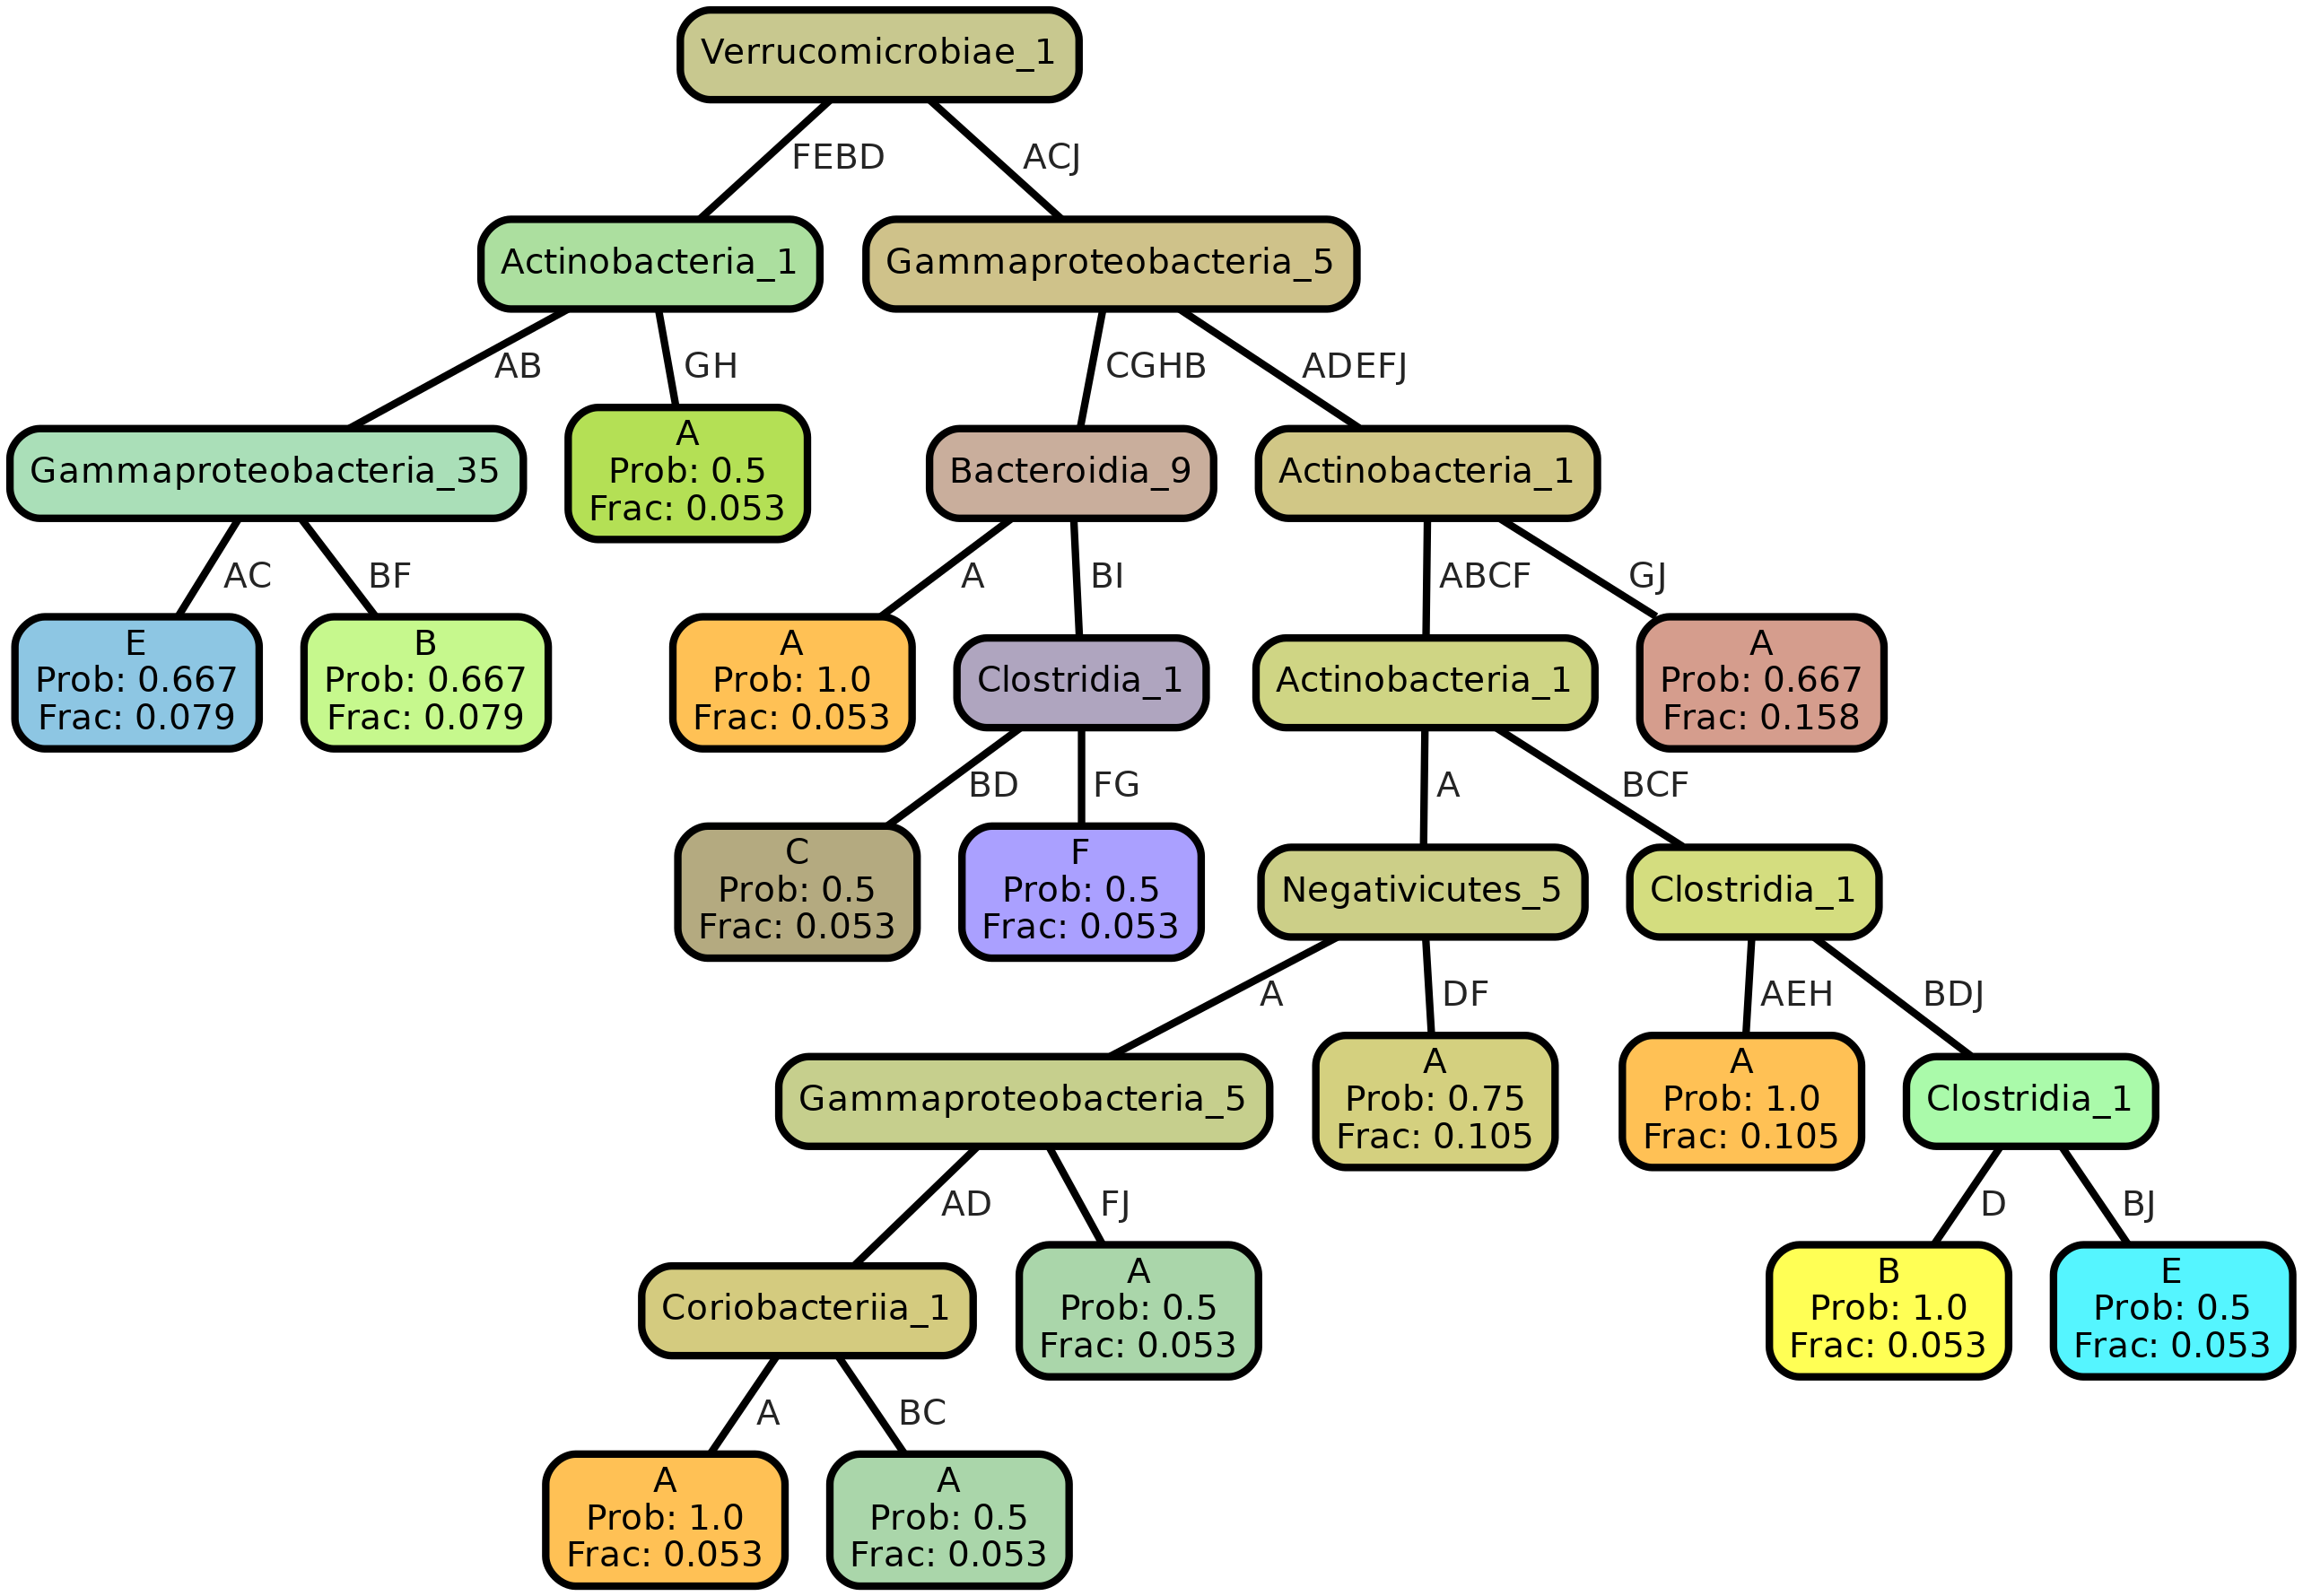 Verrucomicrobiae_1
FEBD
ACJ
Actinobacteria_1
Gammaproteobacteria_5
AB
GH
CGHB
ADEFJ
Gammaproteobacteria_35
A
Prob: 0.5
Frac: 0.053
Bacteroidia_9
Actinobacteria_1
AC
BF
A
BI
ABCF
GJ
E
Prob: 0.667
Frac: 0.079
B
Prob: 0.667
Frac: 0.079
A
Prob: 1.0
Frac: 0.053
Clostridia_1
Actinobacteria_1
A
Prob: 0.667
Frac: 0.158
BD
FG
A
BCF
C
Prob: 0.5
Frac: 0.053
F
Prob: 0.5
Frac: 0.053
Negativicutes_5
Clostridia_1
A
DF
AEH
BDJ
Gammaproteobacteria_5
A
Prob: 0.75
Frac: 0.105
A
Prob: 1.0
Frac: 0.105
Clostridia_1
AD
FJ
D
BJ
Coriobacteriia_1
A
Prob: 0.5
Frac: 0.053
B
Prob: 1.0
Frac: 0.053
E
Prob: 0.5
Frac: 0.053
A
BC
A
Prob: 1.0
Frac: 0.053
A
Prob: 0.5
Frac: 0.053